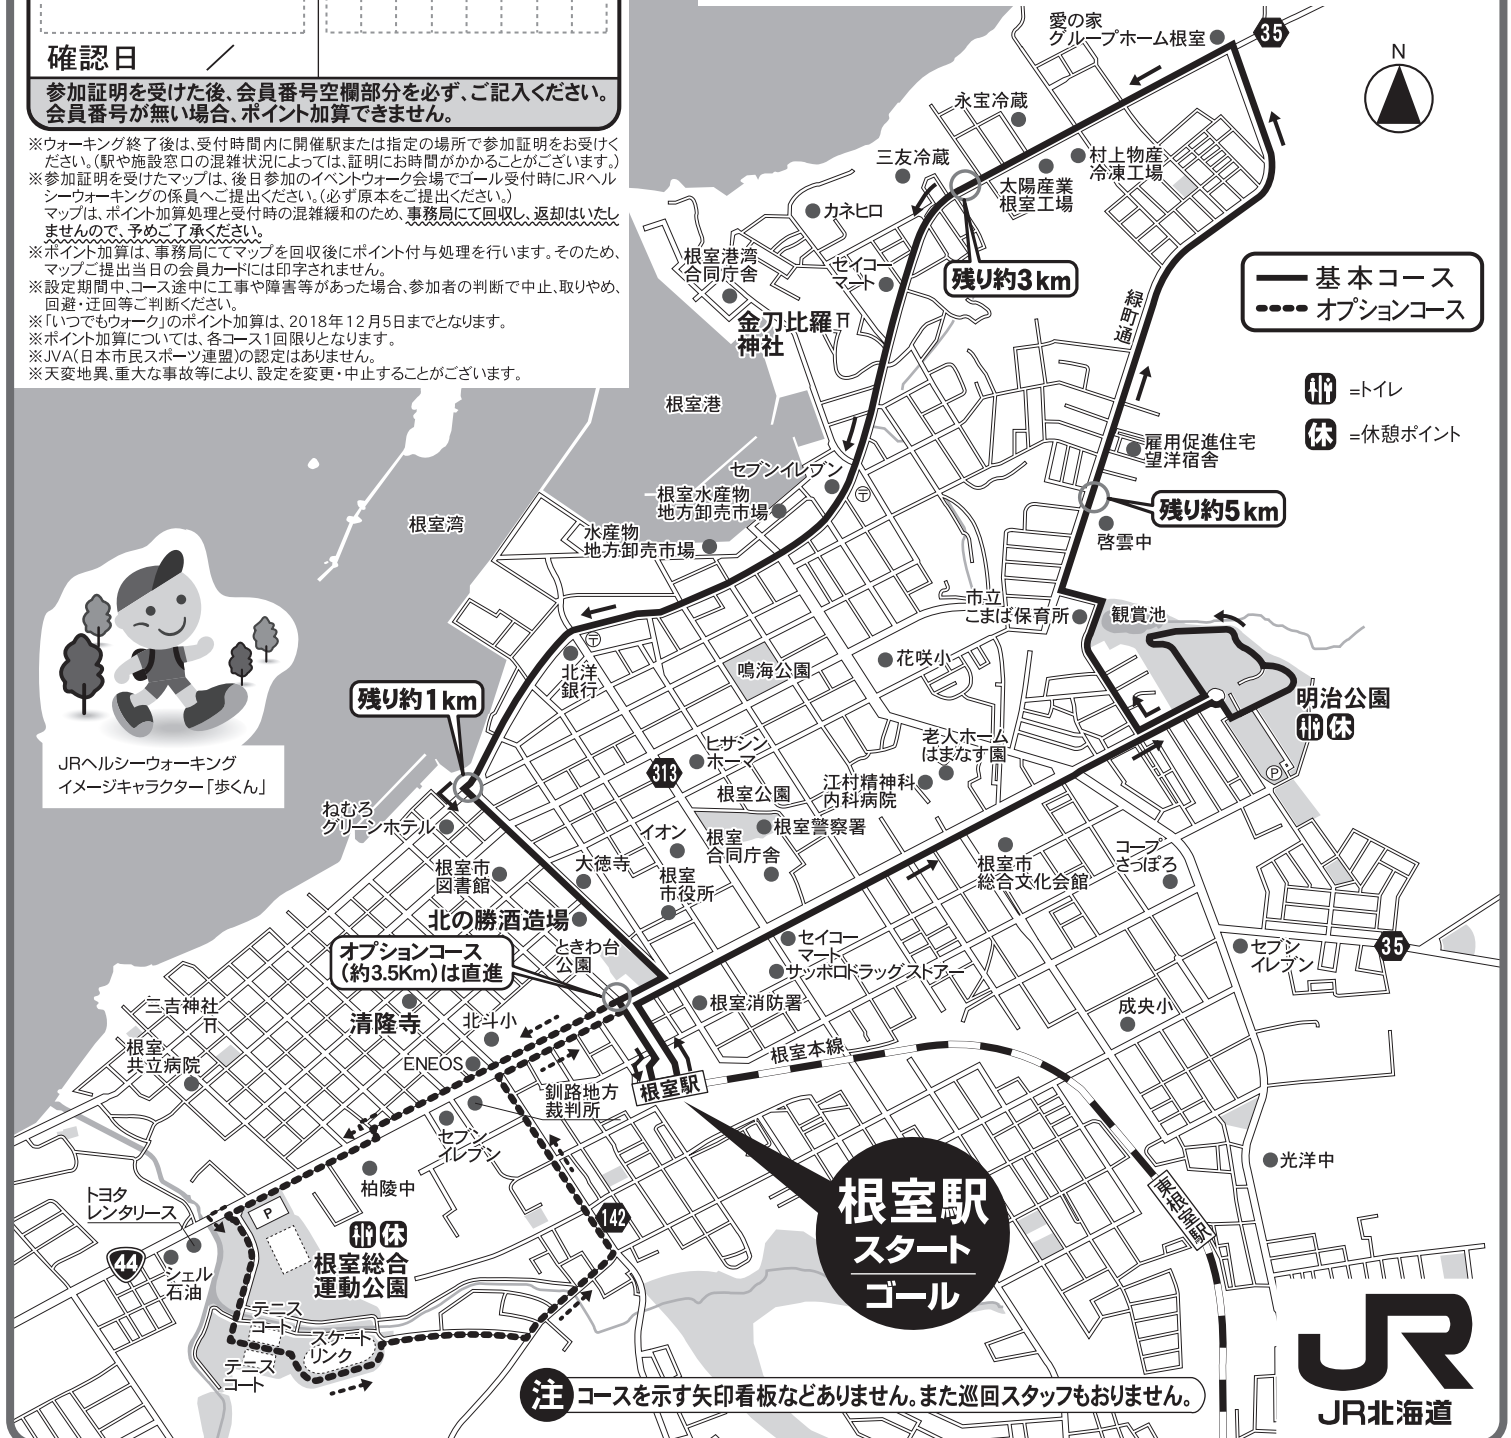 確認日 ／
参加証明を受けた後、会員番号空欄部分を必ず、ご記入ください。
会員番号が無い場合、ポイント加算できません。
※ウォーキング終了後は、受付時間内に開催駅または指定の場所で参加証明をお受けく
ださい。（駅や施設窓口の混雑状況によっては、証明にお時間がかかることがございます。）
※参加証明を受けたマップは、後日参加のイベントウォーク会場でゴール受付時にJRヘル
シーウォーキングの係員へご提出ください。（必ず原本をご提出ください。）
マップは、ポイント加算処理と受付時の混雑緩和のため、事務局にて回収し、返却はいたし
ませんので、予めご了承ください。
※ポイント加算は、事務局にてマップを回収後にポイント付与処理を行います。そのため、
マップご提出当日の会員カードには印字されません。
※設定期間中、コース途中に工事や障害等があった場合、参加者の判断で中止、取りやめ、
回避・迂回等ご判断ください。
※「いつでもウォーク」のポイント加算は、2018年12月5日までとなります。
※ポイント加算については、各コース1回限りとなります。
※JVA（日本市民スポーツ連盟）の認定はありません。
※天変地異、重大な事故等により、設定を変更・中止することがございます。
愛の家
グループホーム根室
35
N
永宝冷蔵
三友冷蔵
村上物産
冷凍工場
太陽産業
根室工場
カネヒロ
根室港湾
合同庁舎
セイコー
マート
残り約3km
金刀比羅
神社
緑町通
基本コース
オプションコース
=トイレ
休
=休憩ポイント
根室港
雇用促進住宅
望洋宿舎
セブンイレブン
根室水産物
地方卸売市場
残り約5km
根室湾
水産物
地方卸売市場
啓雲中
市立
こまば保育所
観賞池
北洋
銀行
鳴海公園
花咲小
残り約1km
明治公園
休
JRヘルシーウォーキング
イメージキャラクター「歩くん」
ヒサシン
ホーマ
313
老人ホーム
はまなす園
P
江村精神科
内科病院
根室公園
ねむろ
グリーンホテル
イオン
根室
合同庁舎
根室警察署
根室市
図書館
大徳寺
根室
市役所
根室市
総合文化会館
コープ
さっぽろ
北の勝酒造場
オプションコース
（約3.5Km）は直進
ときわ台
公園
セイコー
マート
サッポロドラッグストアー
セブン
イレブン
35
三吉神社
清隆寺
北斗小
根室消防署
成央小
根室
共立病院
ENEOS
根室本線
釧路地方
裁判所
根室駅
セブン
イレブン
光洋中
柏陵中
根室駅
スタート
ゴール
東根室駅
トヨタ
レンタリース
P
142
休
根室総合
運動公園
44
シェル
石油
テニス
コート
スケート
リンク
テニス
コート
注 コースを示す矢印看板などありません。また巡回スタッフもおりません。
JR
JR北海道